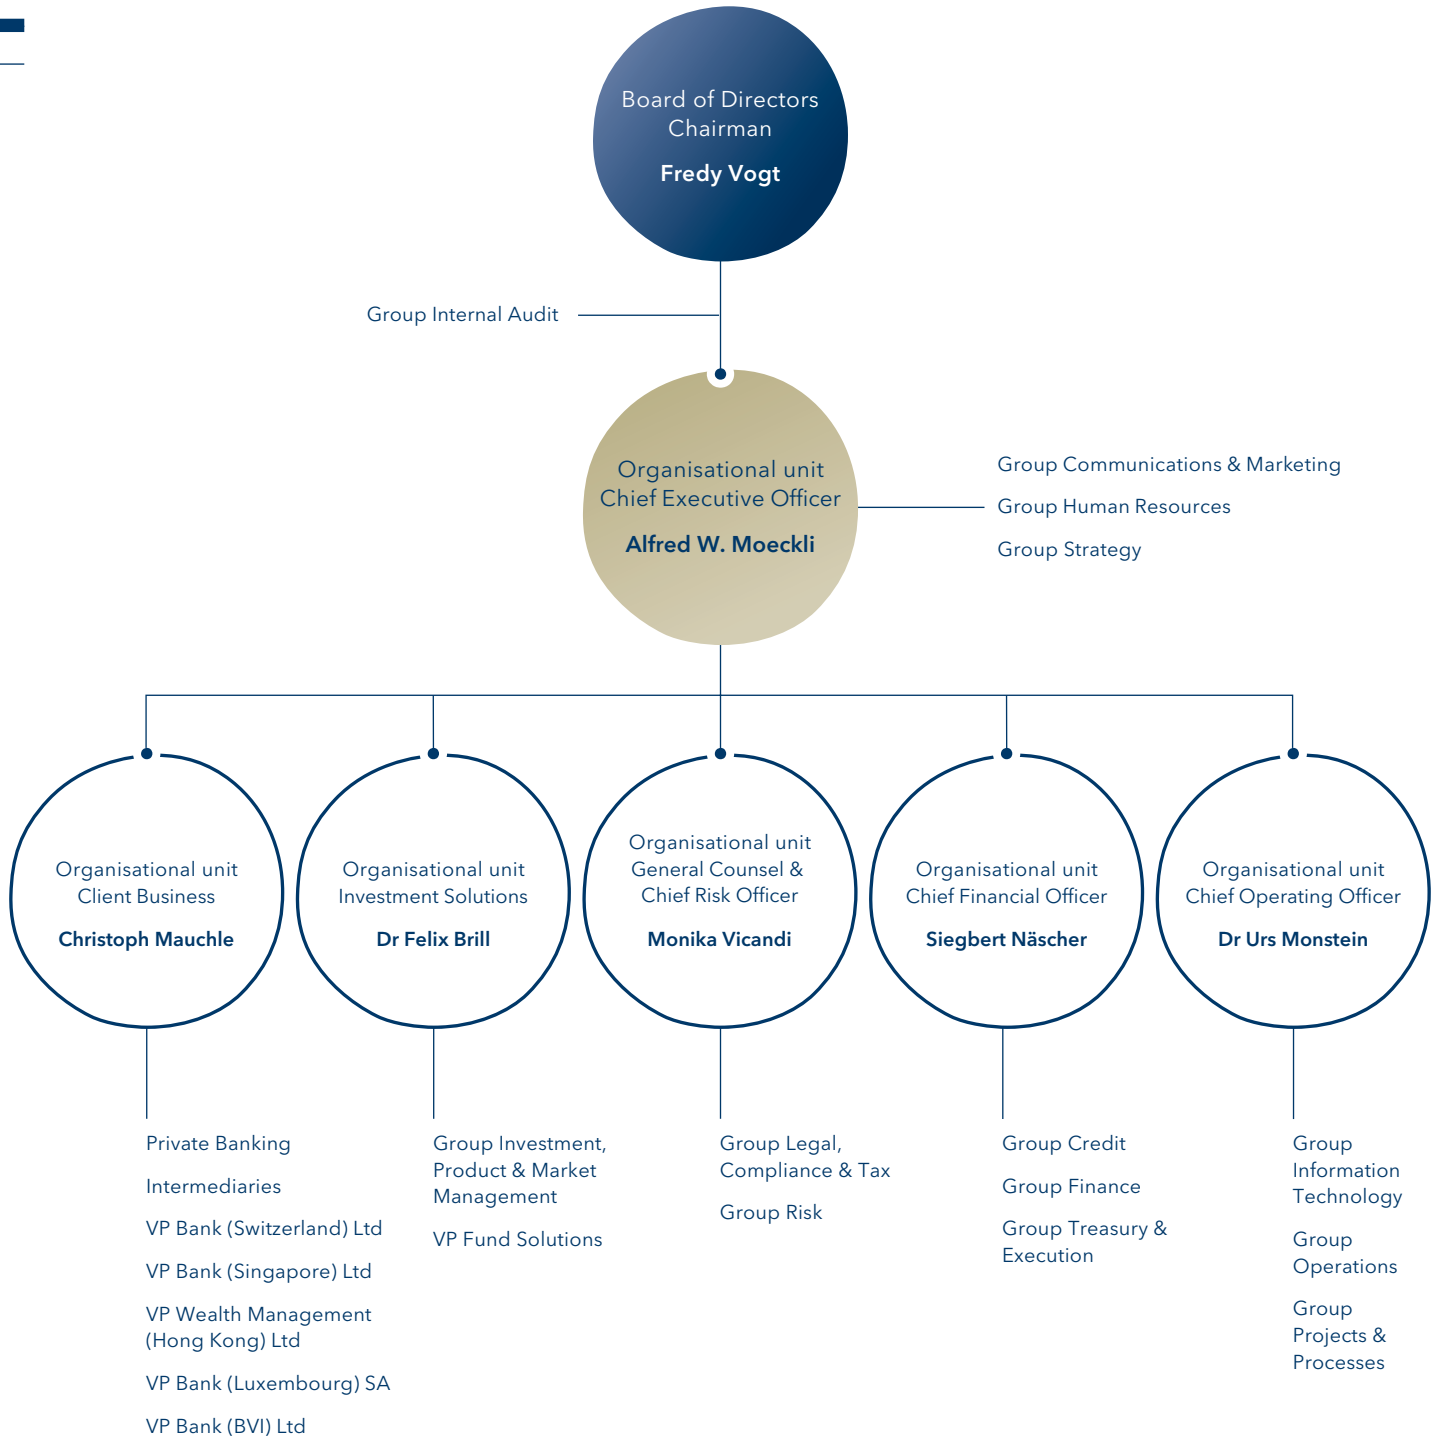 Board of Directors
Chairman
Fredy Vogt
Group Internal Audit
Organisational unit
Chief Executive Officer
Alfred W. Moeckli
Group Communications & Marketing
Group Human Resources
Group Strategy
Organisational unit
Client Business
Christoph Mauchle
Organisational unit
Investment Solutions
Dr Felix Brill
Organisational unit
General Counsel &
Chief Risk Officer
Monika Vicandi
Organisational unit
Chief Financial Officer
Siegbert Näscher
Organisational unit
Chief Operating Officer
Dr Urs Monstein
Private Banking
Intermediaries
VP Bank (Switzerland) Ltd
VP Bank (Singapore) Ltd
VP Wealth Management
(Hong Kong) Ltd
VP Bank (Luxembourg) SA
VP Bank (BVI) Ltd
Group Investment,
Product & Market
Management
VP Fund Solutions
Group Legal,
Compliance & Tax
Group Risk
Group Credit
Group Finance
Group Treasury &
Execution
Group
Information
Technology
Group
Operations
Group
Projects &
Processes